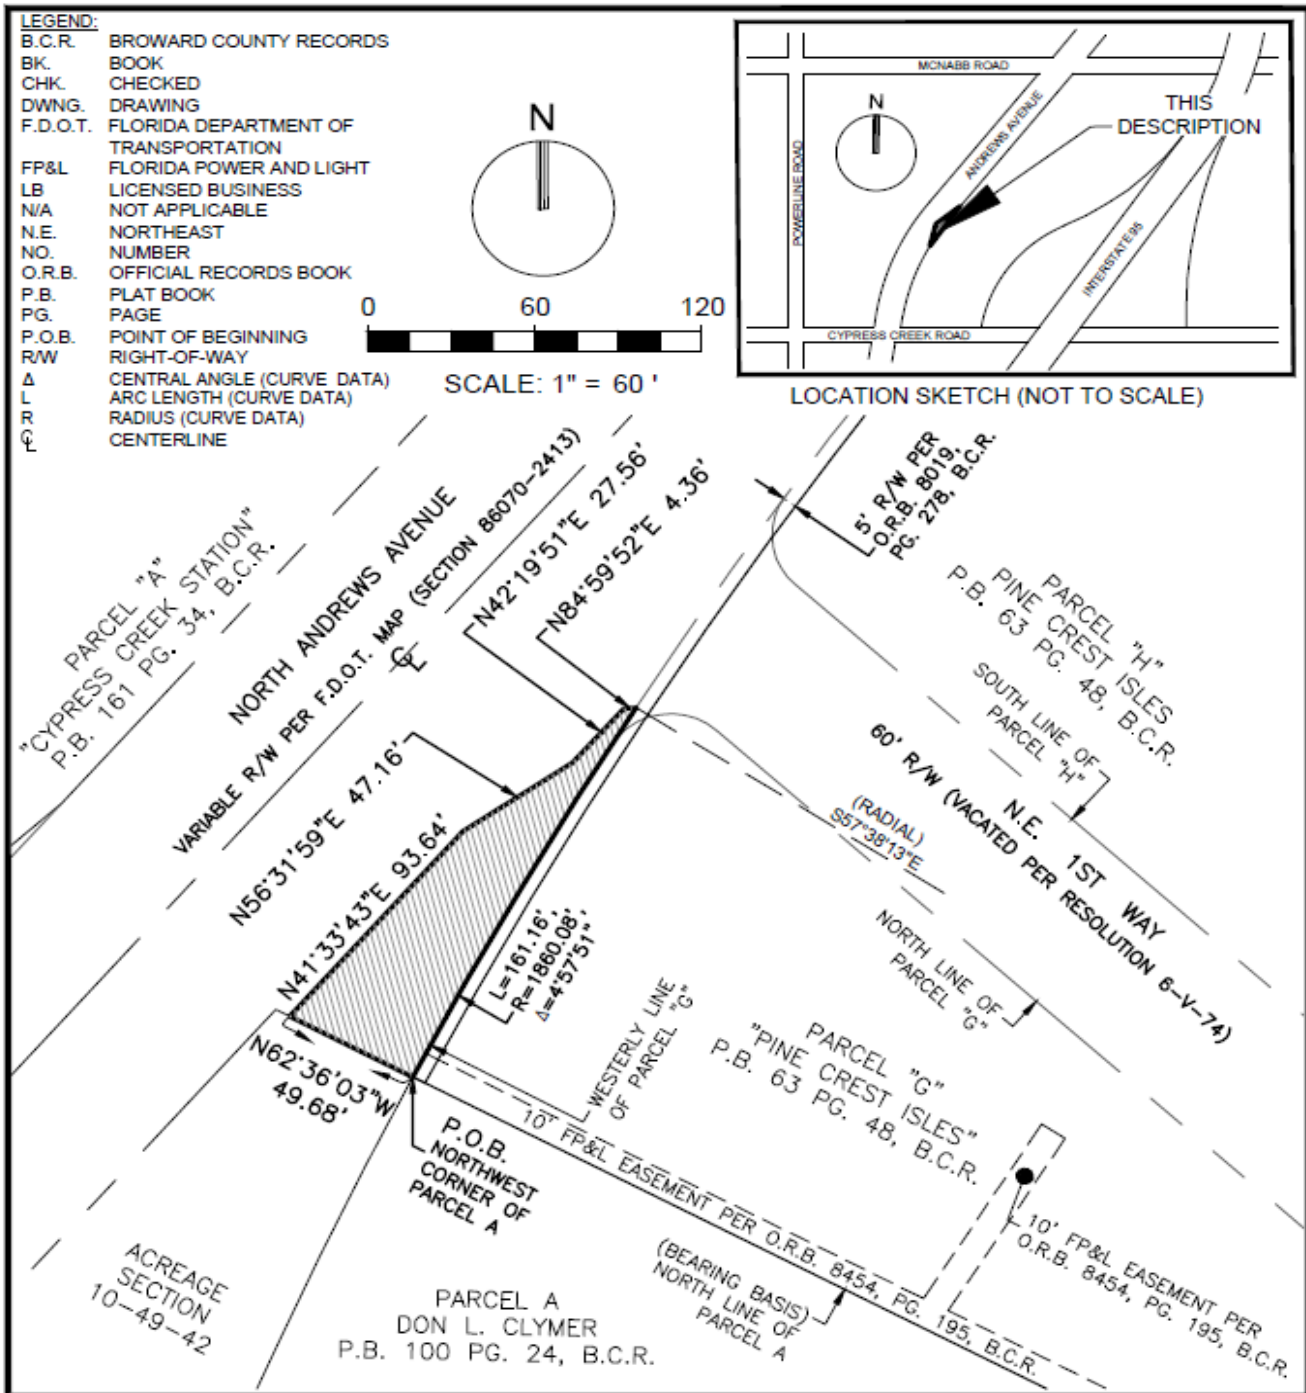 LEGEND:
B.C.R. BROWARD COUNTY RECORDS
BK. BOOK
CHK. CHECKED
DWNG. DRAWING
F.D.O.T. FLORIDA DEPARTMENT OF
TRANSPORTATION
FP&L FLORIDA POWER AND LIGHT
LB LICENSED BUSINESS
N/A NOT APPLICABLE
N.E. NORTHEAST
NO. NUMBER
O.R.B. OFFICIAL RECORDS BOOK
P.B. PLAT BOOK
PG. PAGE
P.O.B. POINT OF BEGINNING
R/W RIGHT-OF-WAY
Δ CENTRAL ANGLE (CURVE DATA)
L ARC LENGTH (CURVE DATA)
R RADIUS (CURVE DATA)
℄ CENTERLINE
N
0 60 120
SCALE: 1" = 60 '
MCNABB ROAD
N
THIS
DESCRIPTION
ANDREWS AVENUE
POWERLINE ROAD
INTERSTATE 95
CYPRESS CREEK ROAD
LOCATION SKETCH (NOT TO SCALE)
PARCEL "A"
"CYPRESS CREEK STATION"
P.B. 161 PG. 34, B.C.R.
NORTH ANDREWS AVENUE
VARIABLE R/W PER F.D.O.T. MAP (SECTION 86070-2413)
℄
N42°19'51"E 27.56'
N84°59'52"E 4.36'
5' R/W PER
O.R.B. 8019,
PG. 278, B.C.R.
PARCEL "H"
PINE CREST ISLES
P.B. 63 PG. 48, B.C.R.
SOUTH LINE OF
PARCEL "H"
N.E. 1ST WAY
60' R/W (VACATED PER RESOLUTION 6-V-74)
N56°31'59"E 47.16'
N41°33'43"E 93.64'
(RADIAL)
S57°38'13"E
NORTH LINE OF
PARCEL "G"
L=161.16'
R=1860.08'
Δ=4°57'51"
WESTERLY LINE
OF PARCEL "G"
PARCEL "G"
"PINE CREST ISLES"
P.B. 63 PG. 48, B.C.R.
N62°36'03"W
49.68'
P.O.B.
NORTHWEST
CORNER OF
PARCEL A
10' FP&L EASEMENT PER O.R.B. 8454, PG. 195, B.C.R.
10' FP&L EASEMENT PER
O.R.B. 8454, PG. 195, B.C.R.
(BEARING BASIS)
NORTH LINE OF
PARCEL A
ACREAGE
SECTION
10-49-42
PARCEL A
DON L. CLYMER
P.B. 100 PG. 24, B.C.R.